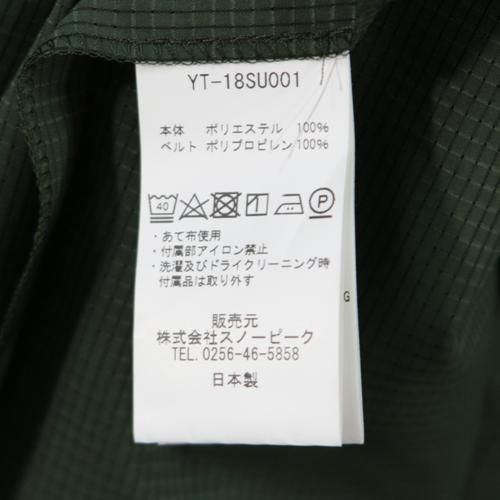 YT-18SU001
本体 ポリエステル 100%
ベルト ポリプロピレン 100%
40
P
・あて布使用
・付属部アイロン禁止
・洗濯及びドライクリーニング時
付属品は取り外す
G
販売元
株式会社スノーピーク
TEL.0256-46-5858
日本製